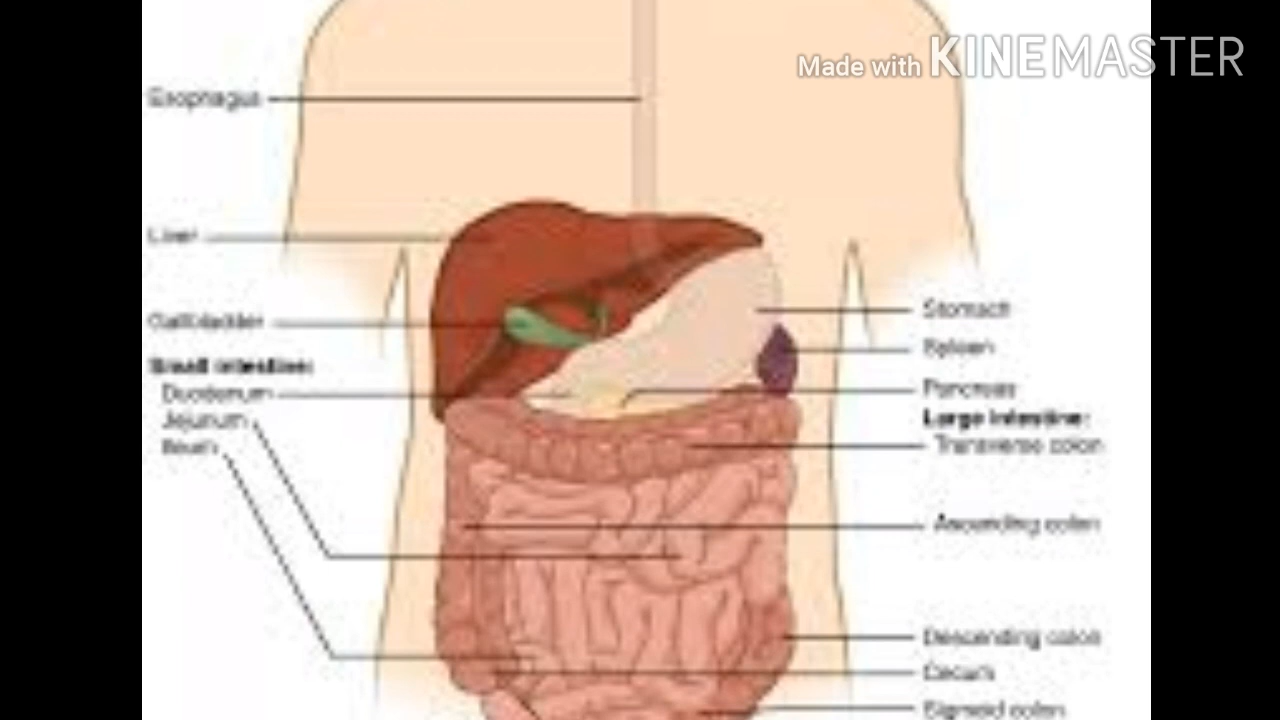 Made with KINEMASTER
Esophagus
Liver
Gallbladder
Small intestine:
Duodenum
Jejunum
Ileum
Stomach
Spleen
Pancreas
Large intestine:
Transverse colon
Ascending colon
Descending colon
Cecum
Sigmoid colon